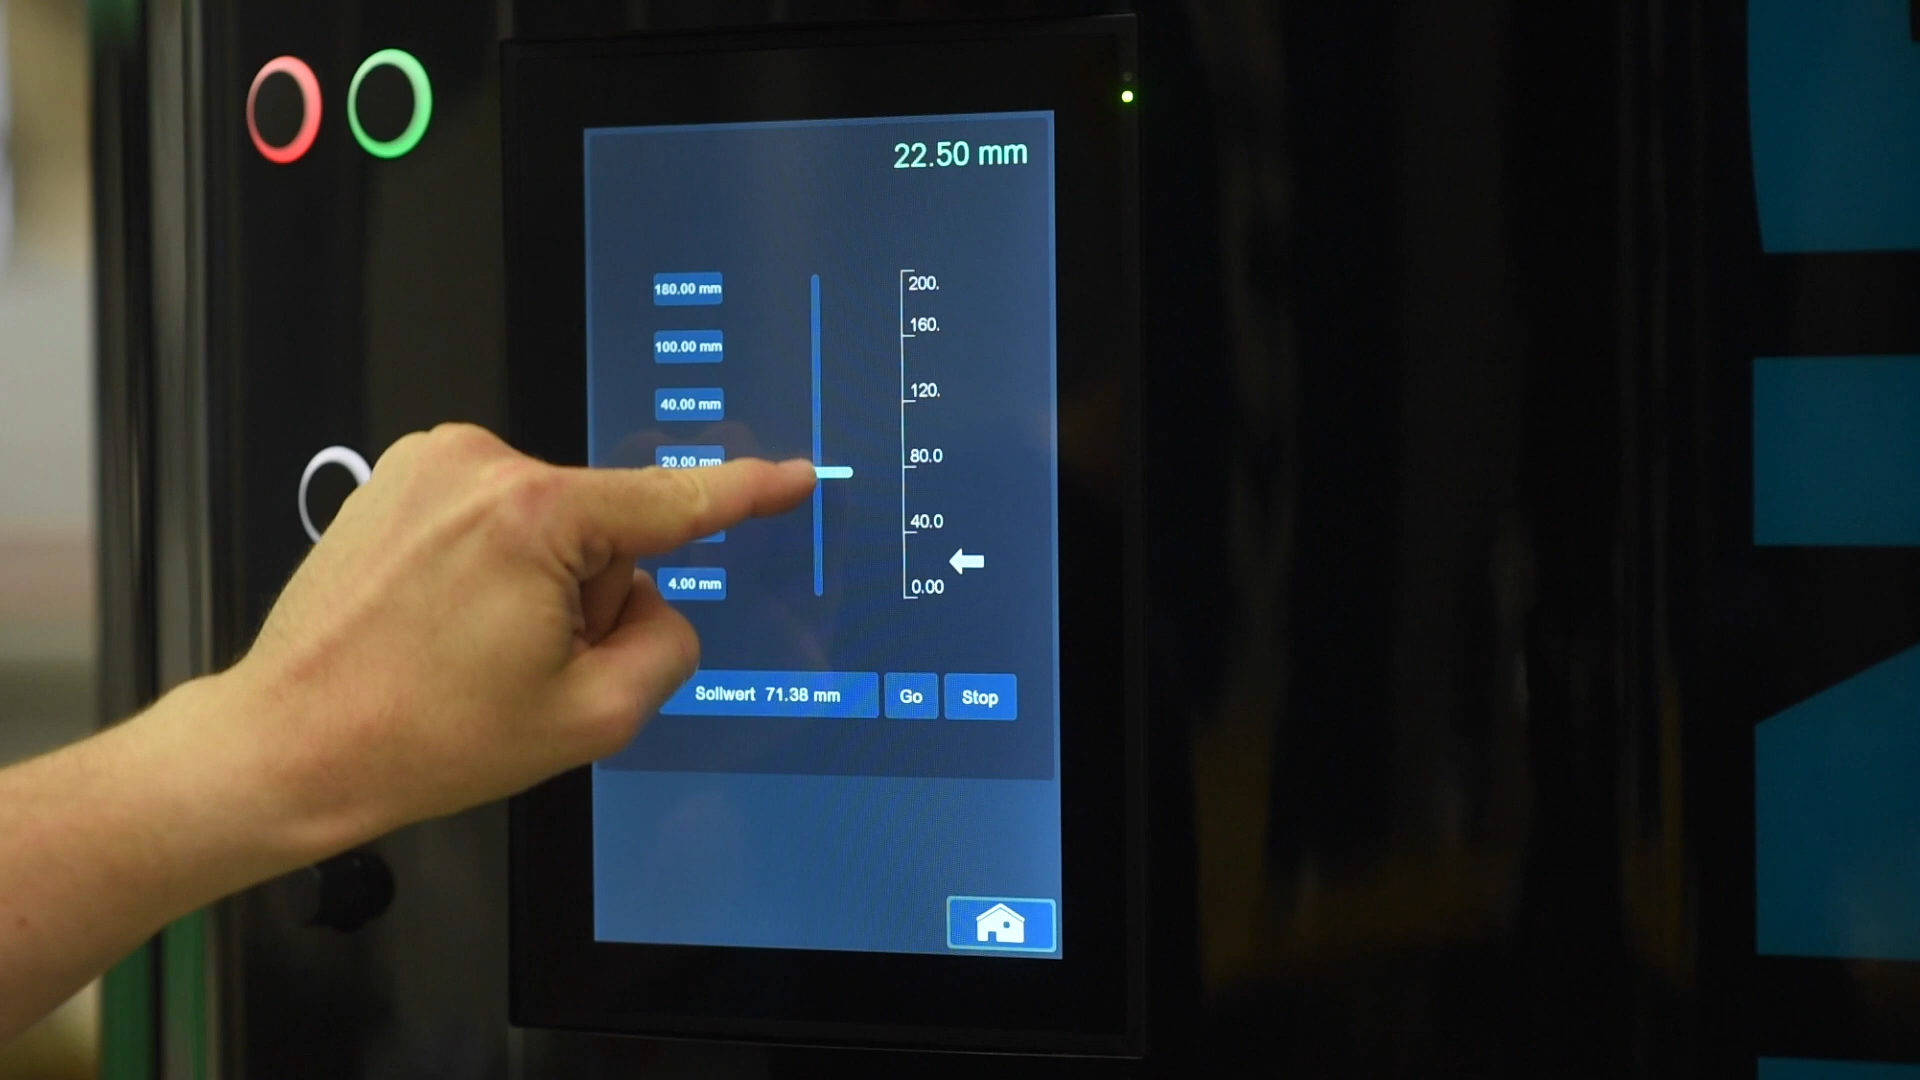 22.50 mm
180.00 mm
100.00 mm
40.00 mm
20.00 mm
4.00 mm
200.
160.
120.
80.0
40.0
0.00
Sollwert 71.38 mm
Go
Stop